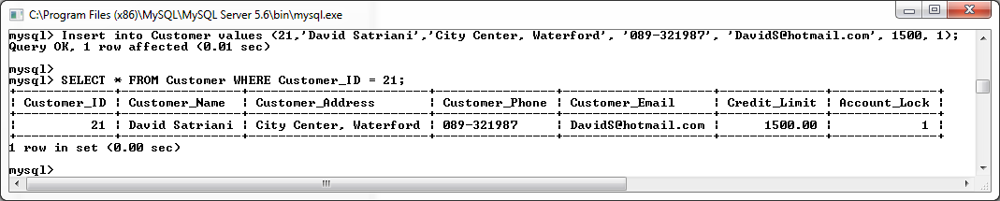 C:\Program Files (x86)\MySQL\MySQL Server 5.6\bin\mysql.exe
mysql> Insert into Customer values (21,'David Satriani','City Center, Waterford', '089-321987', 'DavidS@hotmail.com', 1500, 1);
Query OK, 1 row affected (0.01 sec)
mysql>
mysql> SELECT * FROM Customer WHERE Customer_ID = 21;
+-------------+----------------+------------------------+----------------+--------------------+--------------+--------------+
| Customer_ID | Customer_Name | Customer_Address | Customer_Phone | Customer_Email | Credit_Limit | Account_Lock |
+-------------+----------------+------------------------+----------------+--------------------+--------------+--------------+
| 21 | David Satriani | City Center, Waterford | 089-321987 | DavidS@hotmail.com | 1500.00 | 1 |
+-------------+----------------+------------------------+----------------+--------------------+--------------+--------------+
1 row in set (0.00 sec)
mysql>